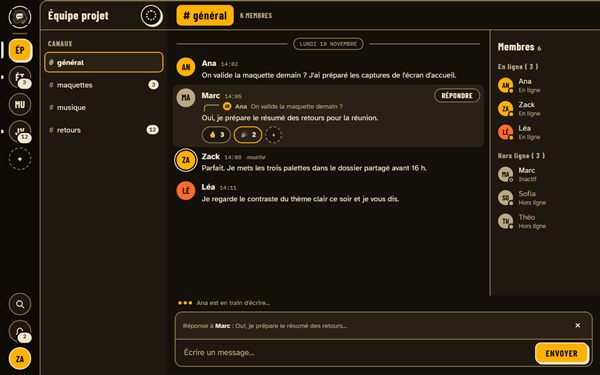 ÉP
3
MU
12
+
2
ZA
Équipe projet
CANAUX
# général
# maquettes 3
# musique
# retours 12
# général 6 MEMBRES
LUNDI 10 NOVEMBRE
AN Ana 14:02
On valide la maquette demain ? J'ai préparé les captures de l'écran d'accueil.
MA Marc 14:05 RÉPONDRE
Ana On valide la maquette demain ?
Oui, je prépare le résumé des retours pour la réunion.
3 2 +
ZA Zack 14:08 modifié
Parfait. Je mets les trois palettes dans le dossier partagé avant 16 h.
LÉ Léa 14:11
Je regarde le contraste du thème clair ce soir et je vous dis.
Ana est en train d'écrire...
Réponse à Marc : Oui, je prépare le résumé des retours... ×
Écrire un message... ENVOYER
Membres 6
En ligne ( 3 )
AN Ana
En ligne
ZA Zack
En ligne
LÉ Léa
En ligne
Hors ligne ( 3 )
MA Marc
Inactif
SO Sofia
Hors ligne
TH Théo
Hors ligne